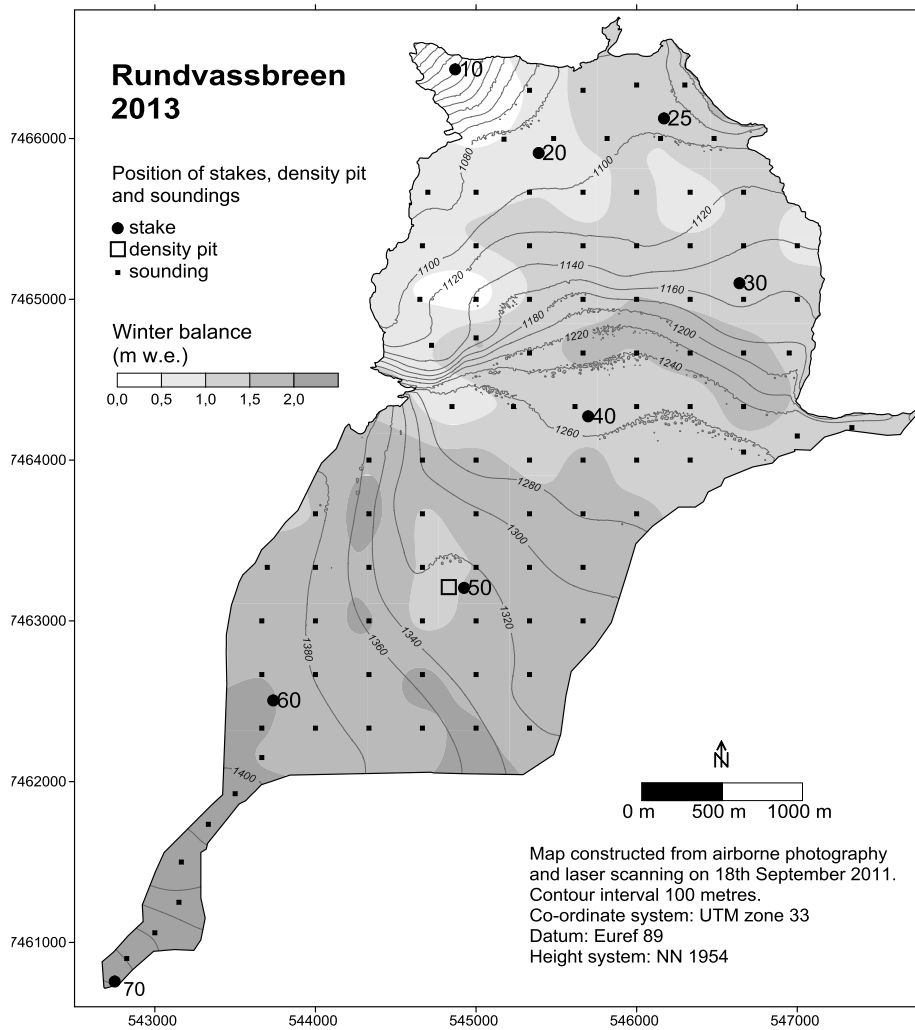 Rundvassbreen
2013
Position of stakes, density pit
and soundings
stake
density pit
sounding
Winter balance
(m w.e.)
0,0 0,5 1,0 1,5 2,0
7466000
7465000
7464000
7463000
7462000
7461000
543000 544000 545000 546000 547000
10
25
20
30
40
50
60
70
1080
1100
1120
1100
1120
1140
1160
1180
1200
1220
1240
1260
1280
1300
1320
1340
1360
1380
1400
N
0 m 500 m 1000 m
Map constructed from airborne photography
and laser scanning on 18th September 2011.
Contour interval 100 metres.
Co-ordinate system: UTM zone 33
Datum: Euref 89
Height system: NN 1954